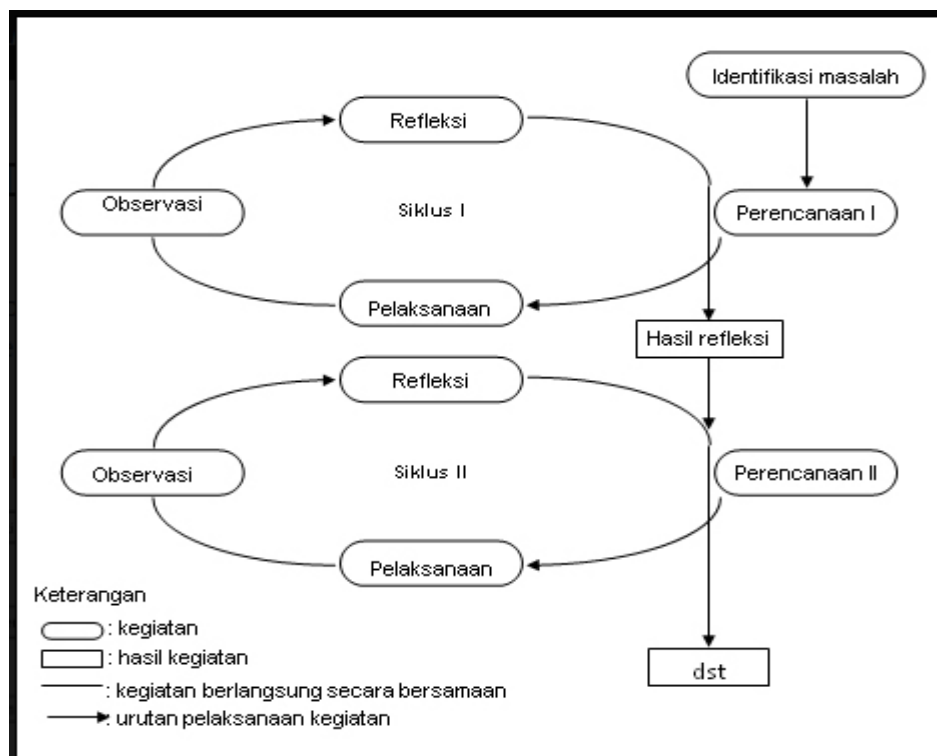 Identifikasi masalah
Refleksi
Observasi
Siklus I
Perencanaan I
Pelaksanaan
Hasil refleksi
Refleksi
Observasi
Siklus II
Perencanaan II
Pelaksanaan
Keterangan
: kegiatan
: hasil kegiatan
dst
: kegiatan berlangsung secara bersamaan
: urutan pelaksanaan kegiatan